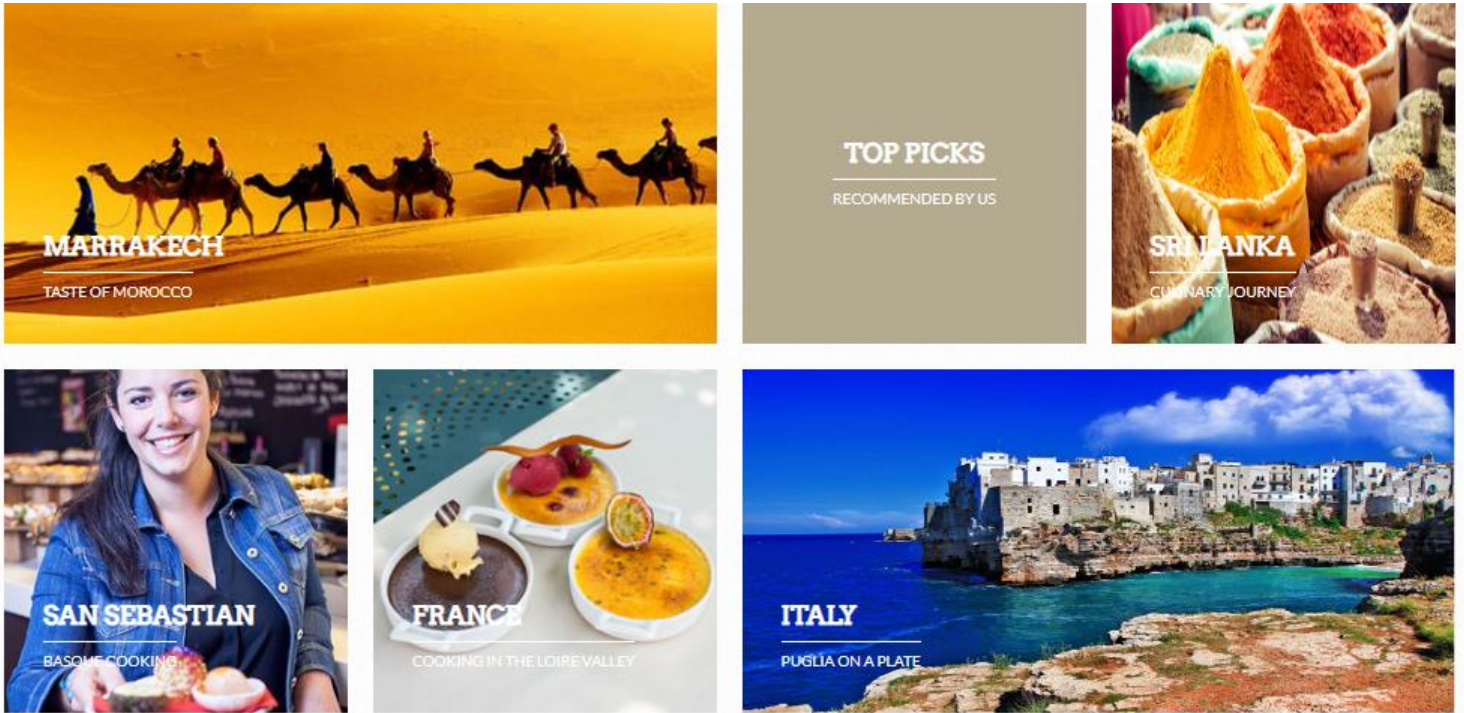 MARRAKECH
TASTE OF MOROCCO
TOP PICKS
RECOMMENDED BY US
SRI LANKA
CULINARY JOURNEY
SAN SEBASTIAN
BASQUE COOKING
FRANCE
COOKING IN THE LOIRE VALLEY
ITALY
PUGLIA ON A PLATE